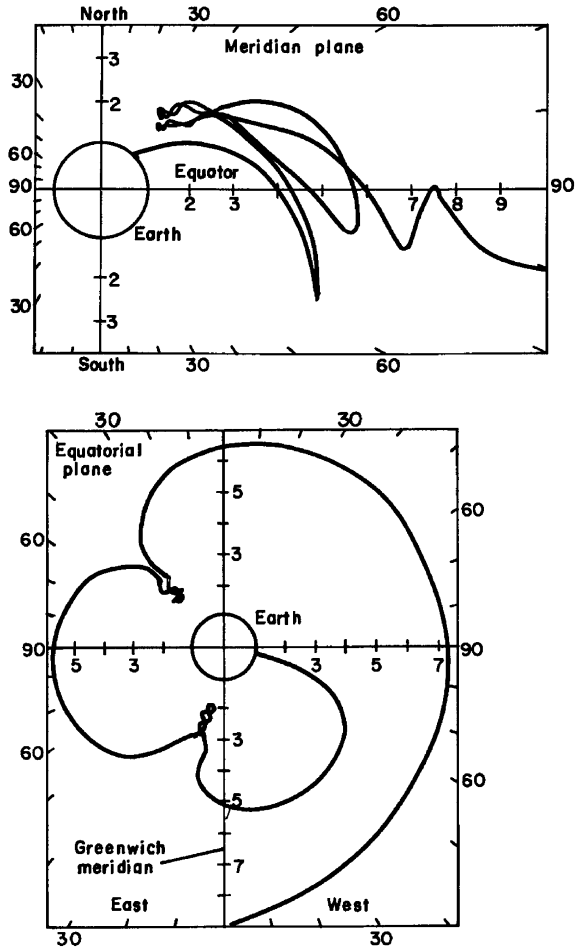 North 30 60
Meridian plane
3
30
2
60
Equator
90 2 3 7 8 9 90
60 Earth
2
30
3
South 30 60
30 30
Equatorial
plane
5
60
60
3
Earth
90 5 3 3 5 7 90
3
60
60
5
Greenwich
meridian
7
East West
30 30